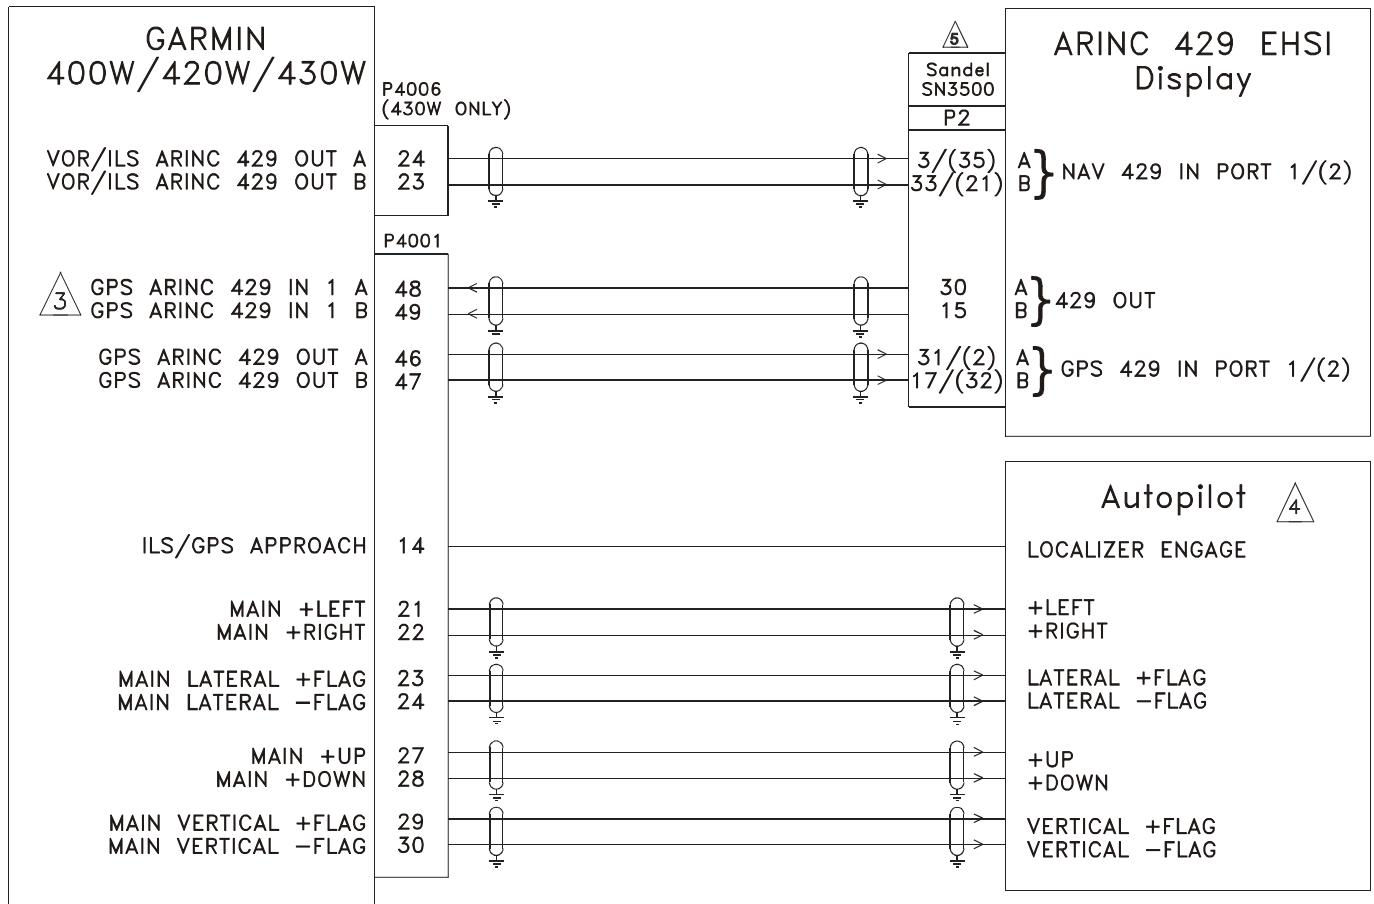 GARMIN
400W/420W/430W
5
ARINC 429 EHSI
Display
Sandel
SN3500
P2
P4006
(430W ONLY)
VOR/ILS ARINC 429 OUT A 24 3/(35) A
VOR/ILS ARINC 429 OUT B 23 33/(21) B
} NAV 429 IN PORT 1/(2)
P4001
3
GPS ARINC 429 IN 1 A 48 30 A
GPS ARINC 429 IN 1 B 49 15 B
} 429 OUT
GPS ARINC 429 OUT A 46 31/(2) A
GPS ARINC 429 OUT B 47 17/(32) B
} GPS 429 IN PORT 1/(2)
Autopilot 4
ILS/GPS APPROACH 14 LOCALIZER ENGAGE
MAIN +LEFT 21 +LEFT
MAIN +RIGHT 22 +RIGHT
MAIN LATERAL +FLAG 23 LATERAL +FLAG
MAIN LATERAL −FLAG 24 LATERAL −FLAG
MAIN +UP 27 +UP
MAIN +DOWN 28 +DOWN
MAIN VERTICAL +FLAG 29 VERTICAL +FLAG
MAIN VERTICAL −FLAG 30 VERTICAL −FLAG